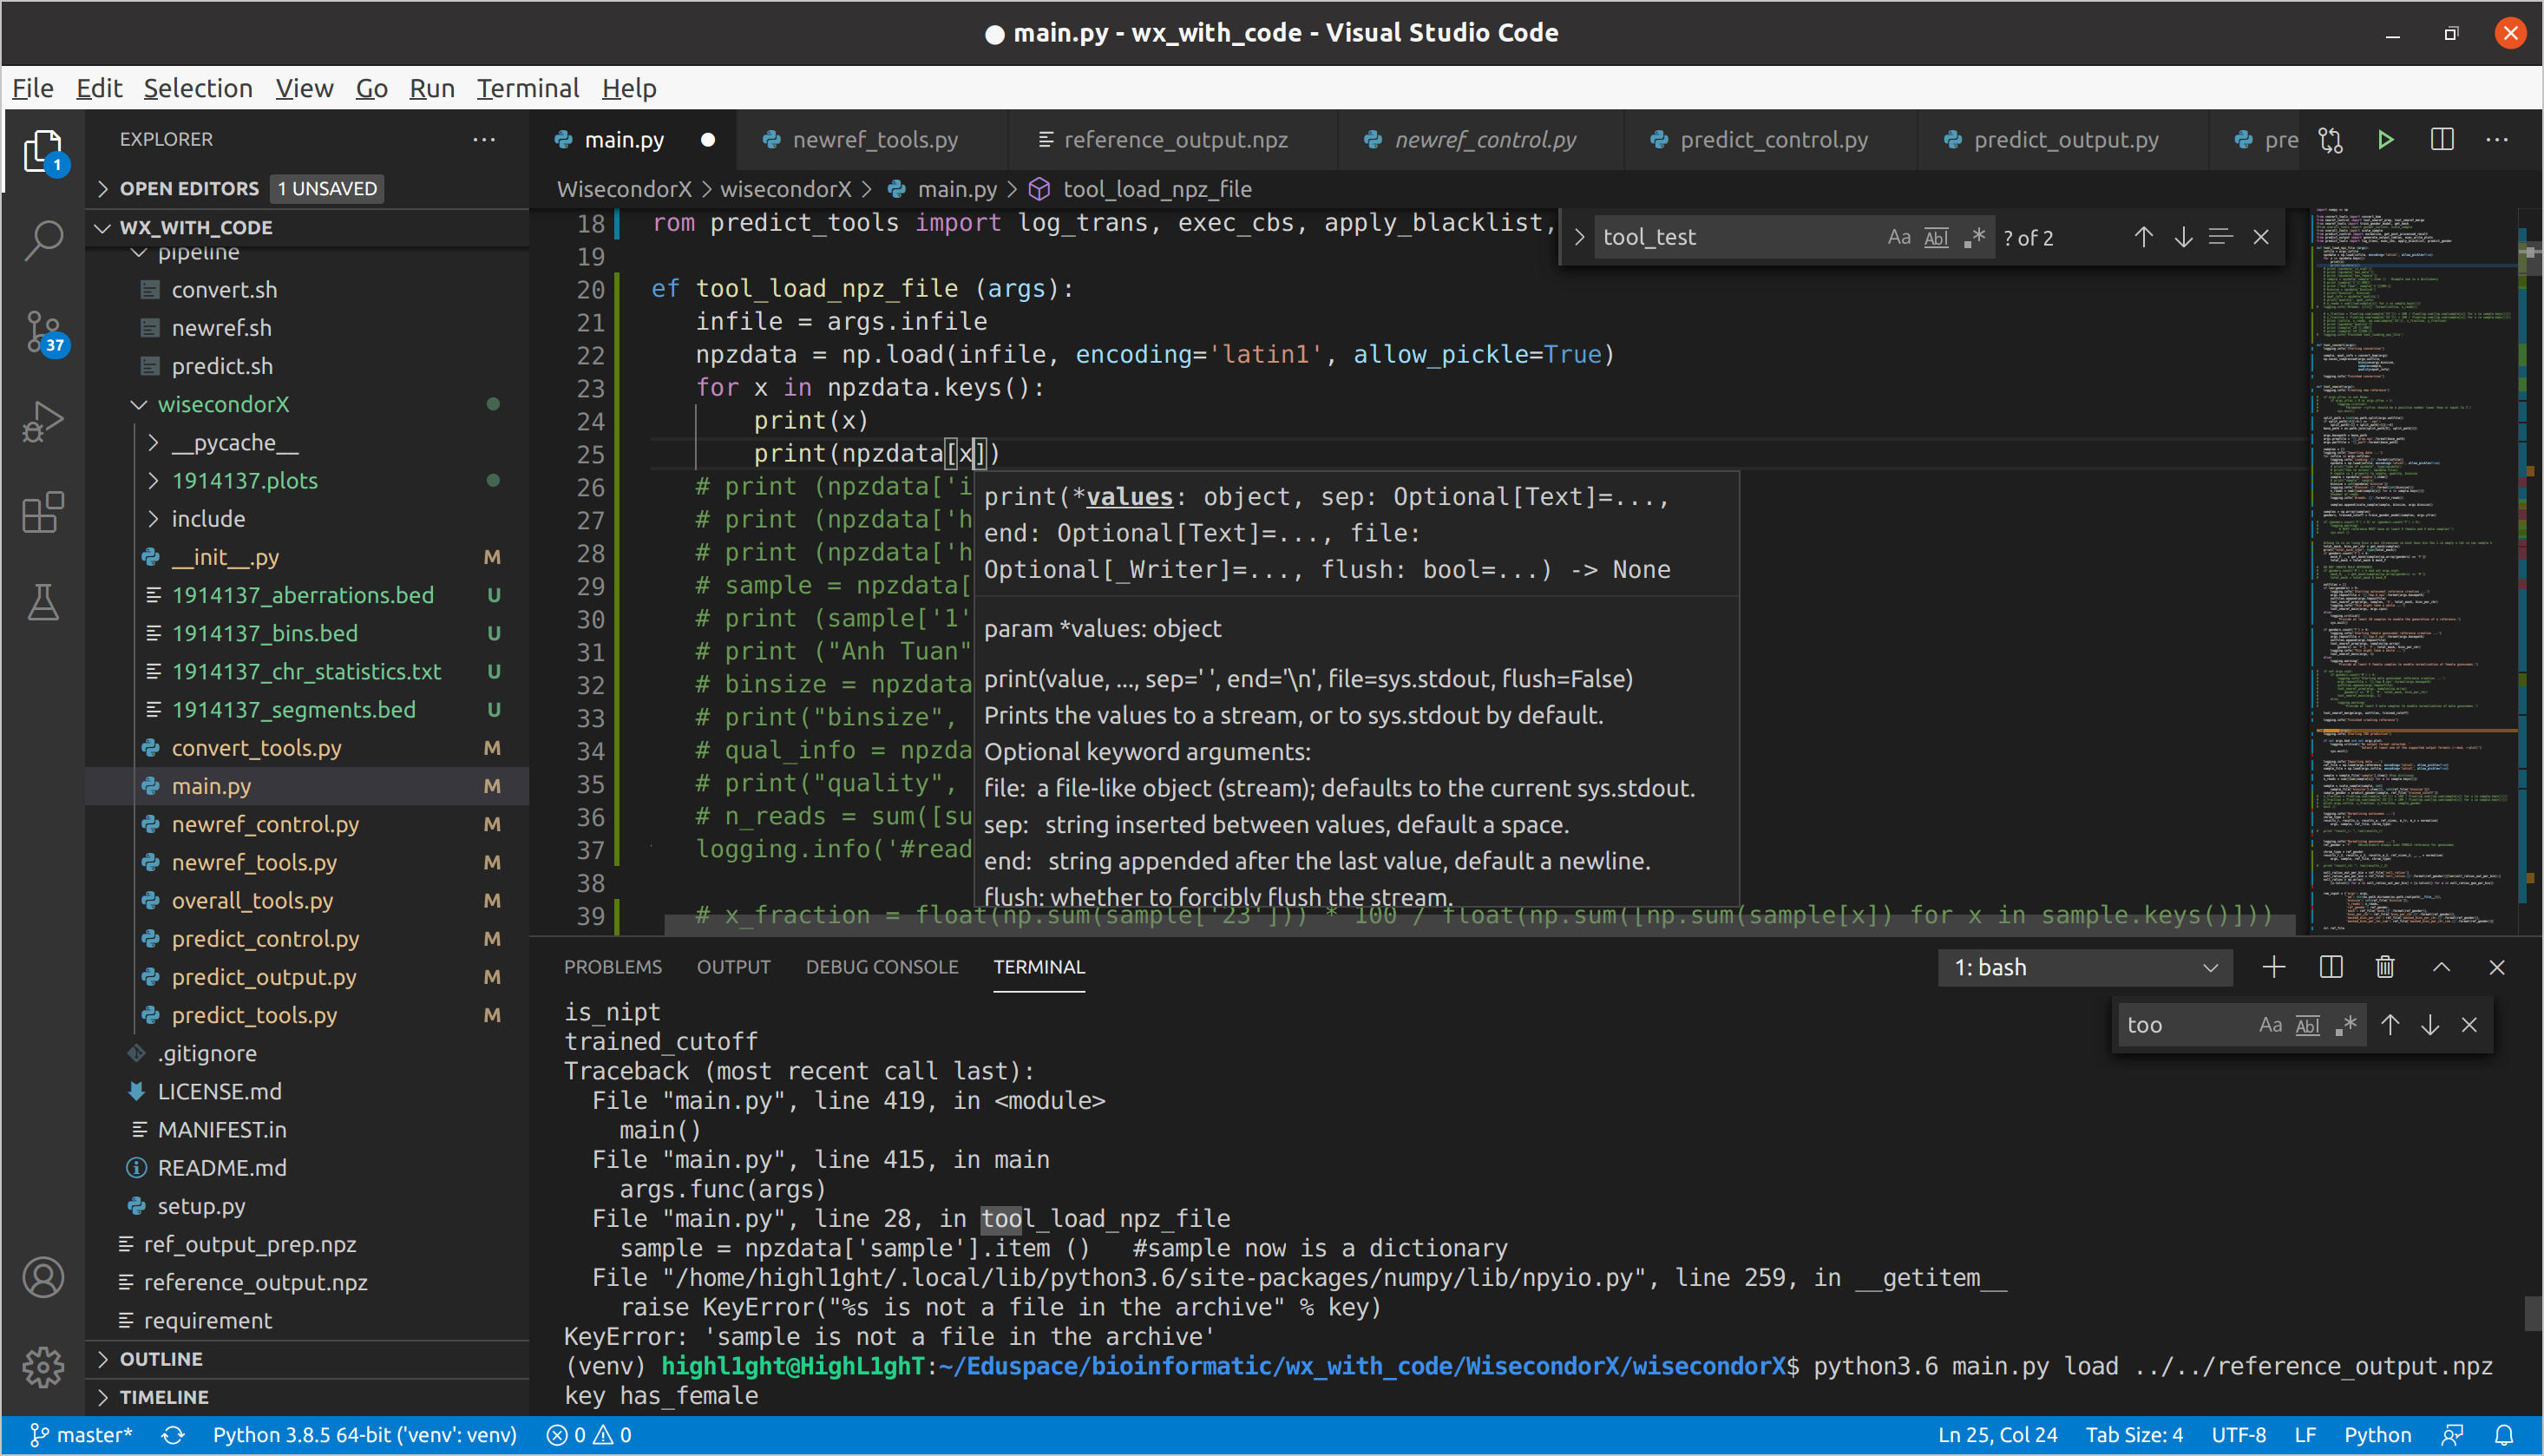 ● main.py - wx_with_code - Visual Studio Code
File Edit Selection View Go Run Terminal Help
EXPLORER
OPEN EDITORS 1 UNSAVED
WX_WITH_CODE
pipeline
convert.sh
newref.sh
predict.sh
wisecondorX
__pycache__
1914137.plots
include
__init__.py M
1914137_aberrations.bed U
1914137_bins.bed U
1914137_chr_statistics.txt U
1914137_segments.bed U
convert_tools.py M
main.py M
newref_control.py M
newref_tools.py M
overall_tools.py M
predict_control.py M
predict_output.py M
predict_tools.py M
.gitignore
LICENSE.md
MANIFEST.in
README.md
setup.py
ref_output_prep.npz
reference_output.npz
requirement
OUTLINE
TIMELINE
1
37
main.py newref_tools.py reference_output.npz newref_control.py predict_control.py predict_output.py pre
WisecondorX > wisecondorX > main.py > tool_load_npz_file
tool_test Aa Abl .* ? of 2
18 rom predict_tools import log_trans, exec_cbs, apply_blacklist,
19
20 ef tool_load_npz_file (args):
21 infile = args.infile
22 npzdata = np.load(infile, encoding='latin1', allow_pickle=True)
23 for x in npzdata.keys():
24 print(x)
25 print(npzdata[x])
26 # print (npzdata['i
27 # print (npzdata['h
28 # print (npzdata['h
29 # sample = npzdata[
30 # print (sample['1'
31 # print ("Anh Tuan"
32 # binsize = npzdata
33 # print("binsize",
34 # qual_info = npzda
35 # print("quality",
36 # n_reads = sum([su
37 logging.info('#read
38
39 # x_fraction = float(np.sum(sample['23'])) * 100 / float(np.sum([np.sum(sample[x]) for x in sample.keys()]))
print(*values: object, sep: Optional[Text]=...,
end: Optional[Text]=..., file:
Optional[_Writer]=..., flush: bool=...) -> None
param *values: object
print(value, ..., sep=' ', end='\n', file=sys.stdout, flush=False)
Prints the values to a stream, or to sys.stdout by default.
Optional keyword arguments:
file: a file-like object (stream); defaults to the current sys.stdout.
sep: string inserted between values, default a space.
end: string appended after the last value, default a newline.
flush: whether to forcibly flush the stream.
PROBLEMS OUTPUT DEBUG CONSOLE TERMINAL 1: bash
too Aa Abl .*
is_nipt
trained_cutoff
Traceback (most recent call last):
File "main.py", line 419, in <module>
main()
File "main.py", line 415, in main
args.func(args)
File "main.py", line 28, in tool_load_npz_file
sample = npzdata['sample'].item () #sample now is a dictionary
File "/home/highl1ght/.local/lib/python3.6/site-packages/numpy/lib/npyio.py", line 259, in __getitem__
raise KeyError("%s is not a file in the archive" % key)
KeyError: 'sample is not a file in the archive'
(venv) highl1ght@HighL1ghT:~/Eduspace/bioinformatic/wx_with_code/WisecondorX/wisecondorX$ python3.6 main.py load ../../reference_output.npz
key has_female
master* Python 3.8.5 64-bit ('venv': venv) 0 0 Ln 25, Col 24 Tab Size: 4 UTF-8 LF Python